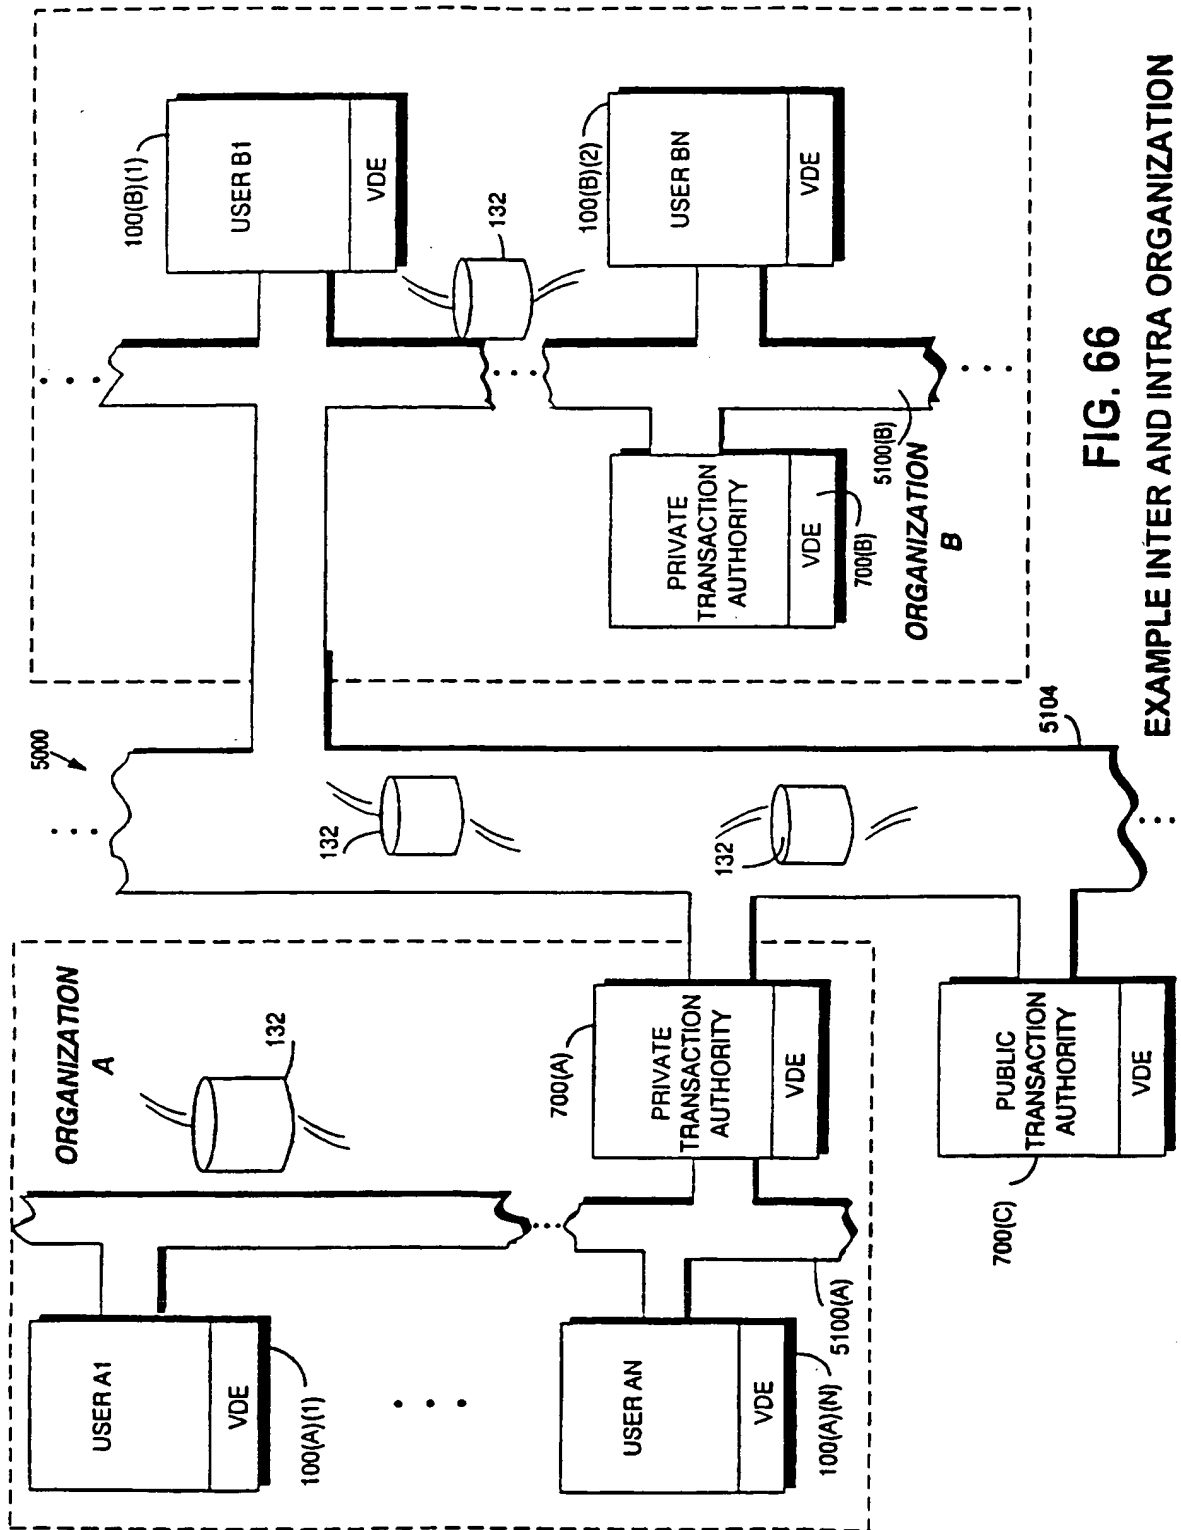 5000
ORGANIZATION
A
132
USER A1
VDE
100(A)(1)
USER AN
VDE
100(A)(N)
5100(A)
700(A)
PRIVATE
TRANSACTION
AUTHORITY
VDE
700(C)
PUBLIC
TRANSACTION
AUTHORITY
VDE
132
132
5104
100(B)(1)
USER B1
VDE
132
100(B)(2)
USER BN
VDE
PRIVATE
TRANSACTION
AUTHORITY
VDE
700(B)
5100(B)
ORGANIZATION
B
FIG. 66
EXAMPLE INTER AND INTRA ORGANIZATION